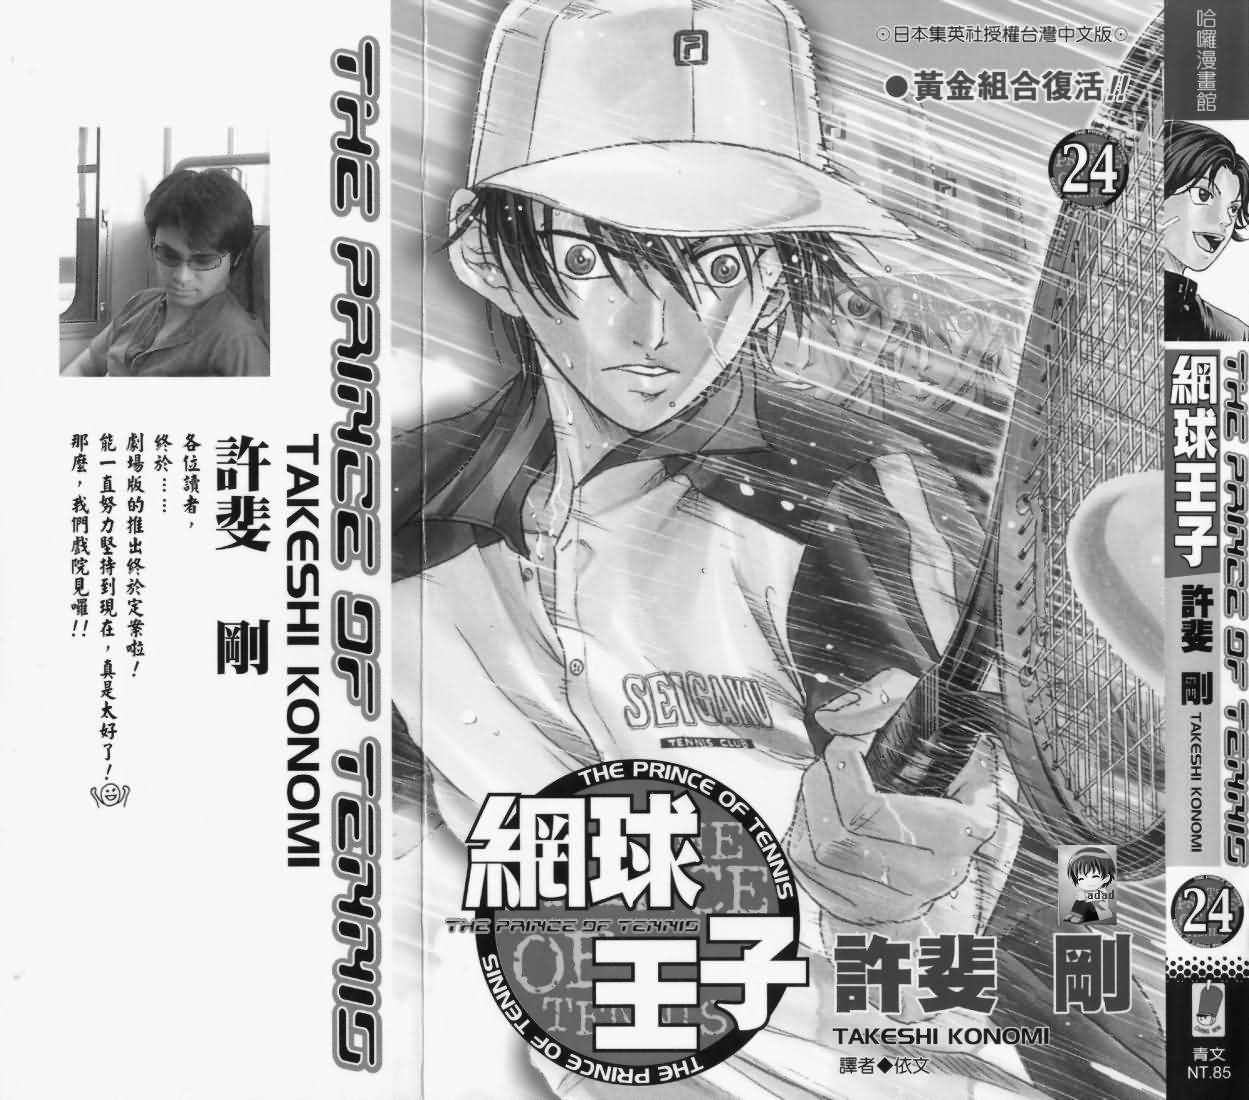 THE PRINCE OF TENNIS
TAKESHI KONOMI
許斐 剛
各位讀者，
終於……
劇場版的推出終於定案啦！
能一直努力堅持到現在，真是太好了！
那麼，我們戲院見囉！！
⊙日本集英社授權台灣中文版⊙
●黃金組合復活!!
24
F
SEIGAKU
TENNIS CLUB
THE PRINCE OF TENNIS
網球
THE PRINCE OF TENNIS
王子
THE PRINCE OF TENNIS
adad
許斐 剛
TAKESHI KONOMI
譯者◆依文
哈囉漫畫館
網球王子
THE PRINCE OF TENNIS
許斐 剛
TAKESHI KONOMI
24
青文
NT.85